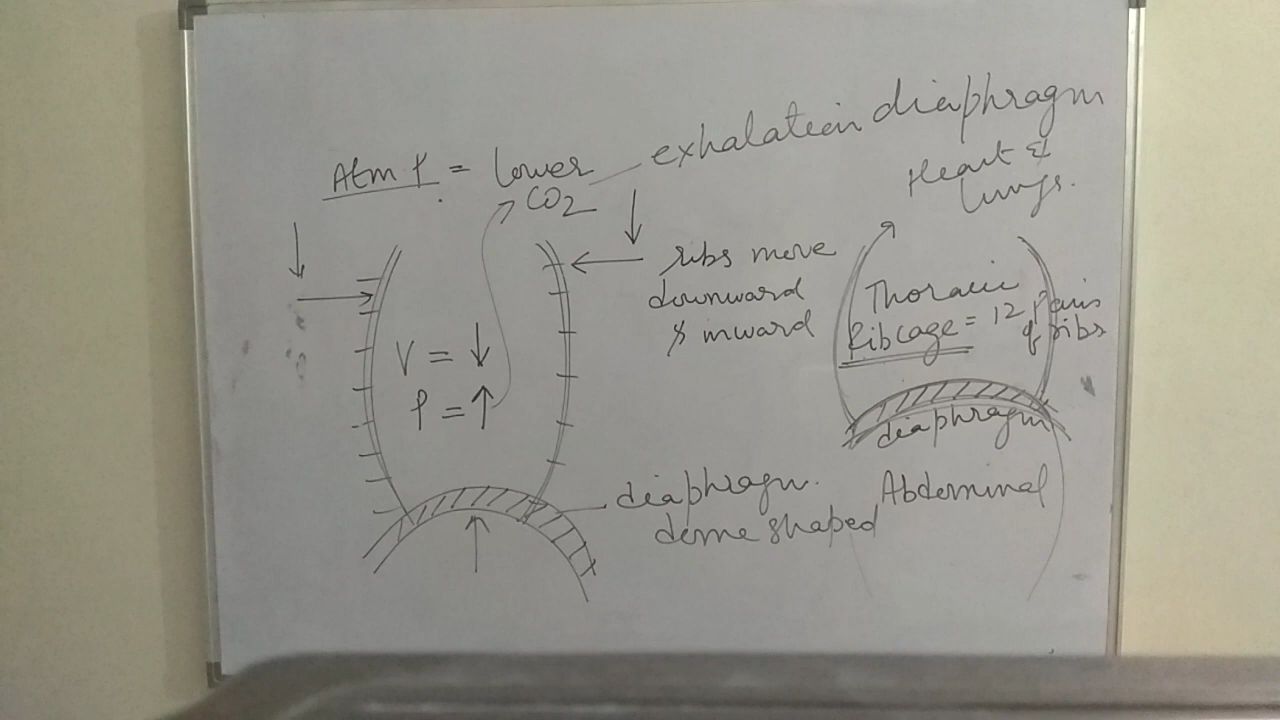 exhalation diaphragm
Atm P = lower
CO2
Heart &
lungs.
ribs move
downward
& inward
V = ↓
P = ↑
Thoracic
Ribcage = 12 Pairs
of ribs
diaphragm
diaphragm.
dome shaped
Abdominal